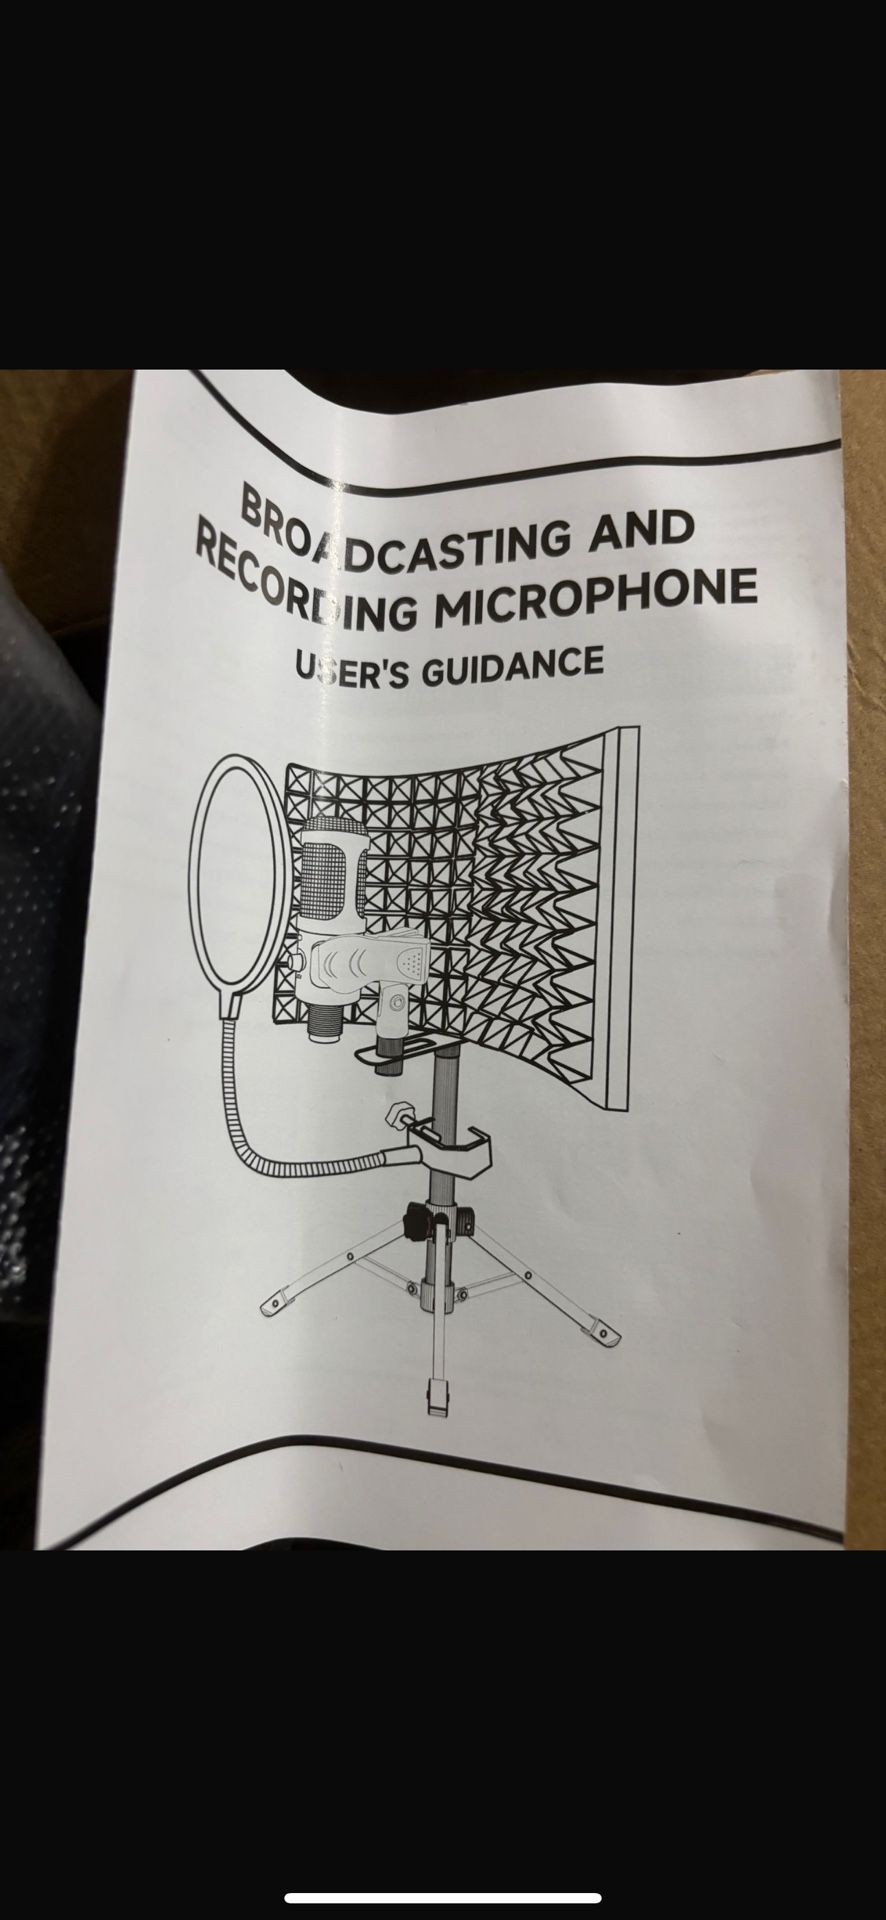 BROADCASTING AND
RECORDING MICROPHONE
USER'S GUIDANCE